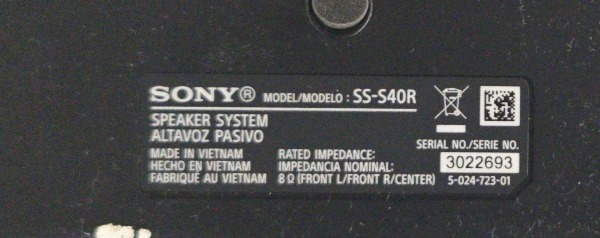 SONY® MODEL/MODELO : SS-S40R
SPEAKER SYSTEM
ALTAVOZ PASIVO
MADE IN VIETNAM
HECHO EN VIETNAM
FABRIQUÉ AU VIETNAM
RATED IMPEDANCE:
IMPEDANCIA NOMINAL:
8 Ω (FRONT L/FRONT R/CENTER)
SERIAL NO./SERIE NO.
3022693
5-024-723-01